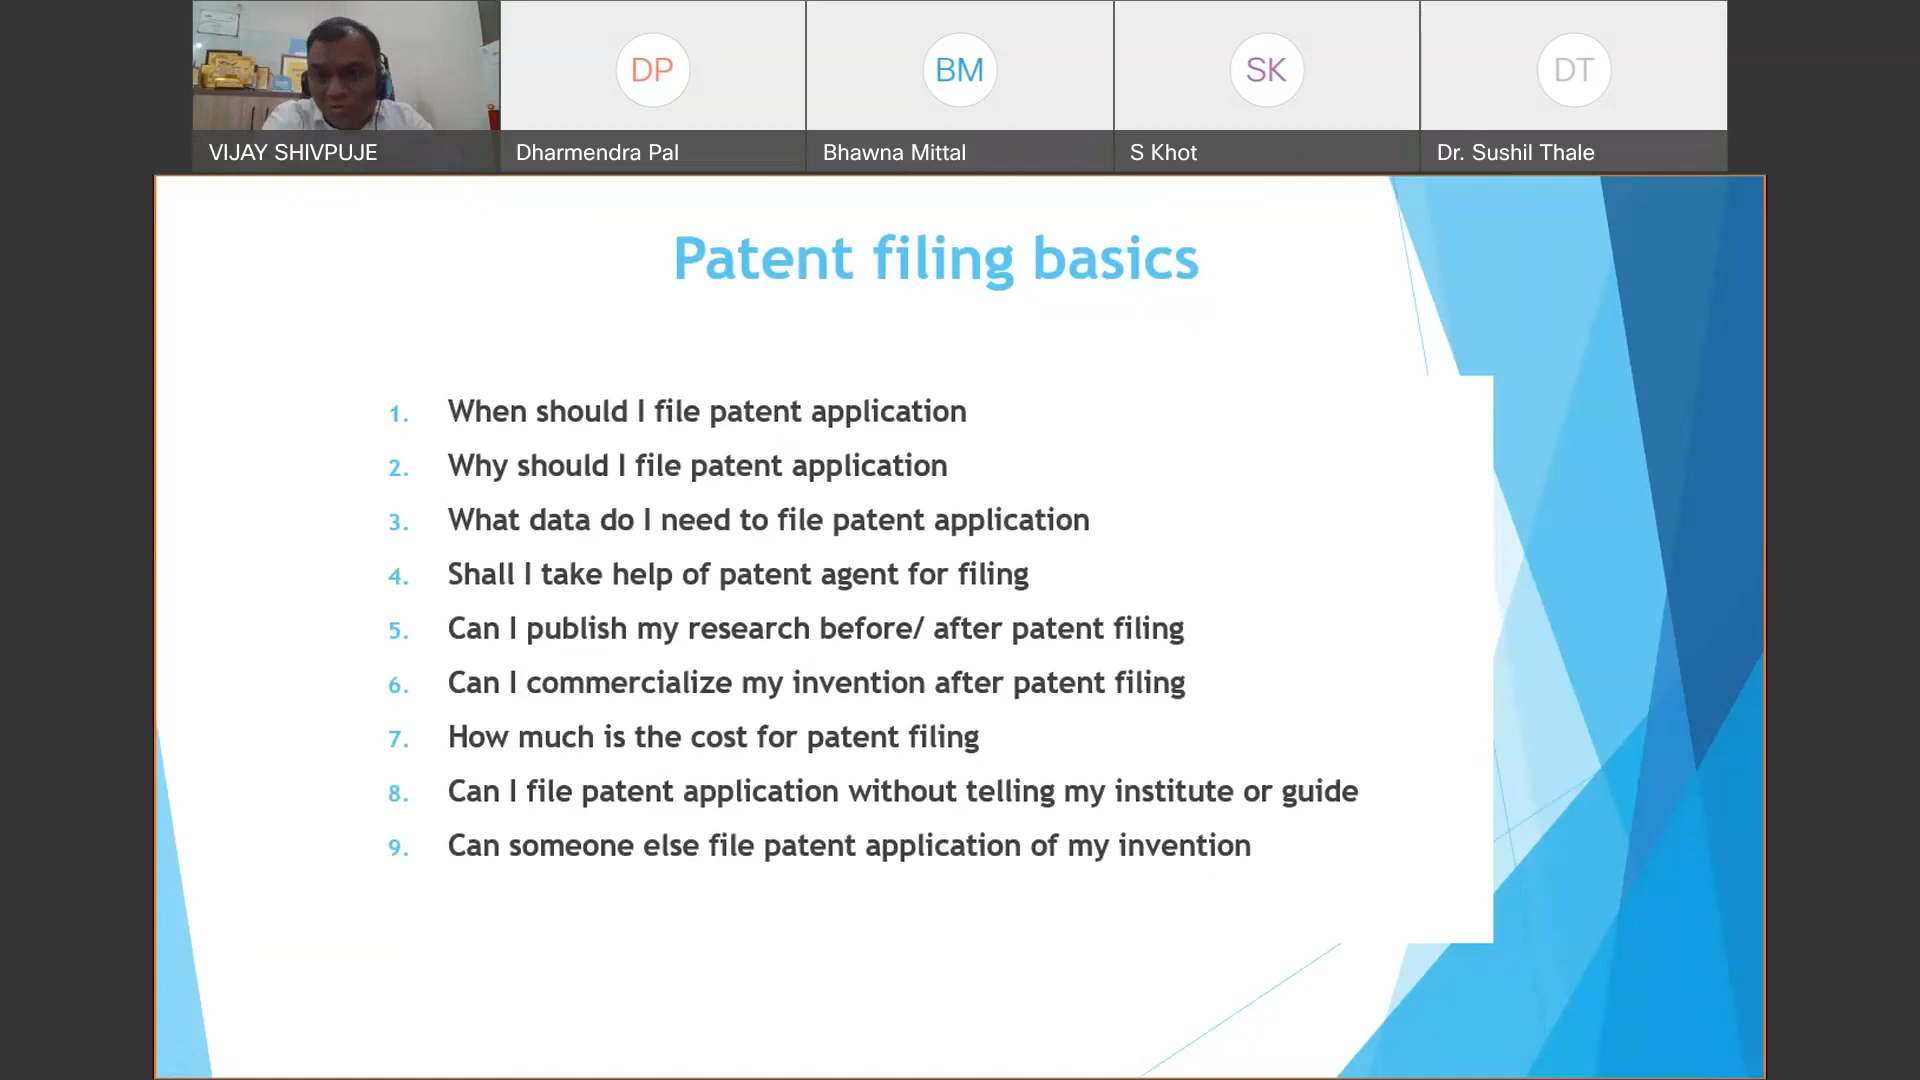 DP
BM
SK
DT
VIJAY SHIVPUJE
Dharmendra Pal
Bhawna Mittal
S Khot
Dr. Sushil Thale
Patent filing basics
1. When should I file patent application
2. Why should I file patent application
3. What data do I need to file patent application
4. Shall I take help of patent agent for filing
5. Can I publish my research before/ after patent filing
6. Can I commercialize my invention after patent filing
7. How much is the cost for patent filing
8. Can I file patent application without telling my institute or guide
9. Can someone else file patent application of my invention